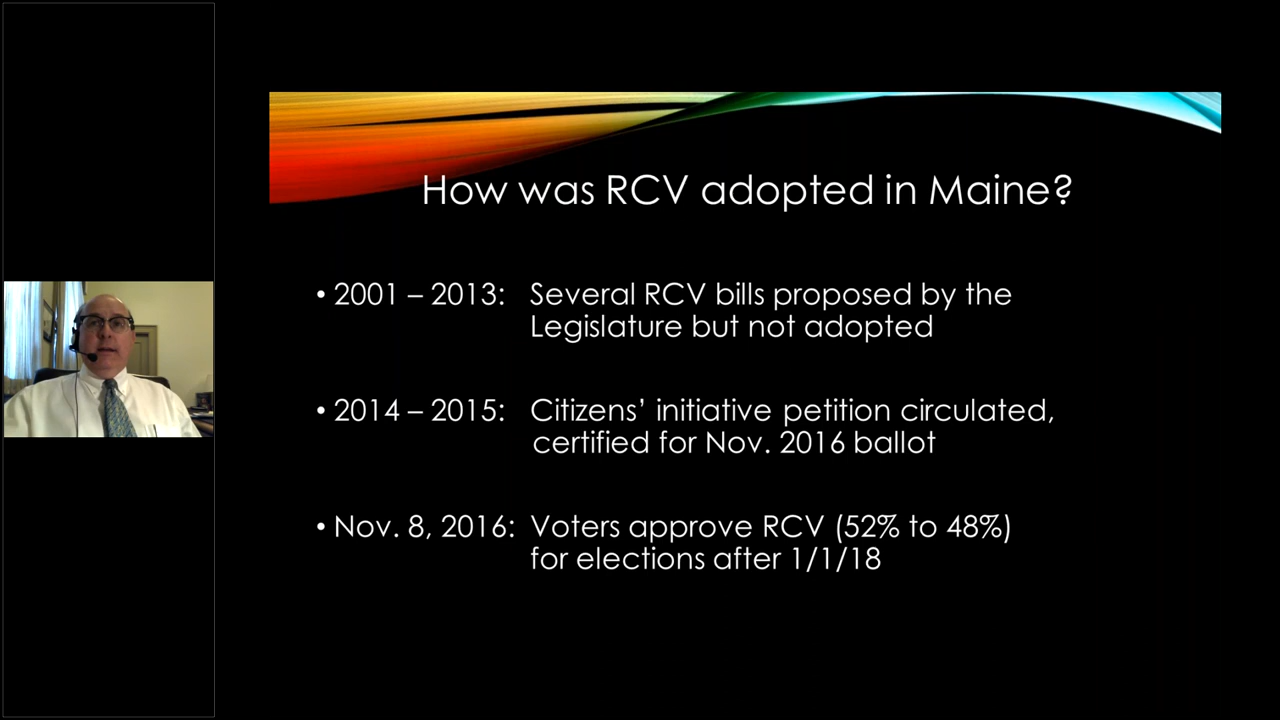 How was RCV adopted in Maine?
• 2001 – 2013: Several RCV bills proposed by the
Legislature but not adopted
• 2014 – 2015: Citizens’ initiative petition circulated,
certified for Nov. 2016 ballot
• Nov. 8, 2016: Voters approve RCV (52% to 48%)
for elections after 1/1/18